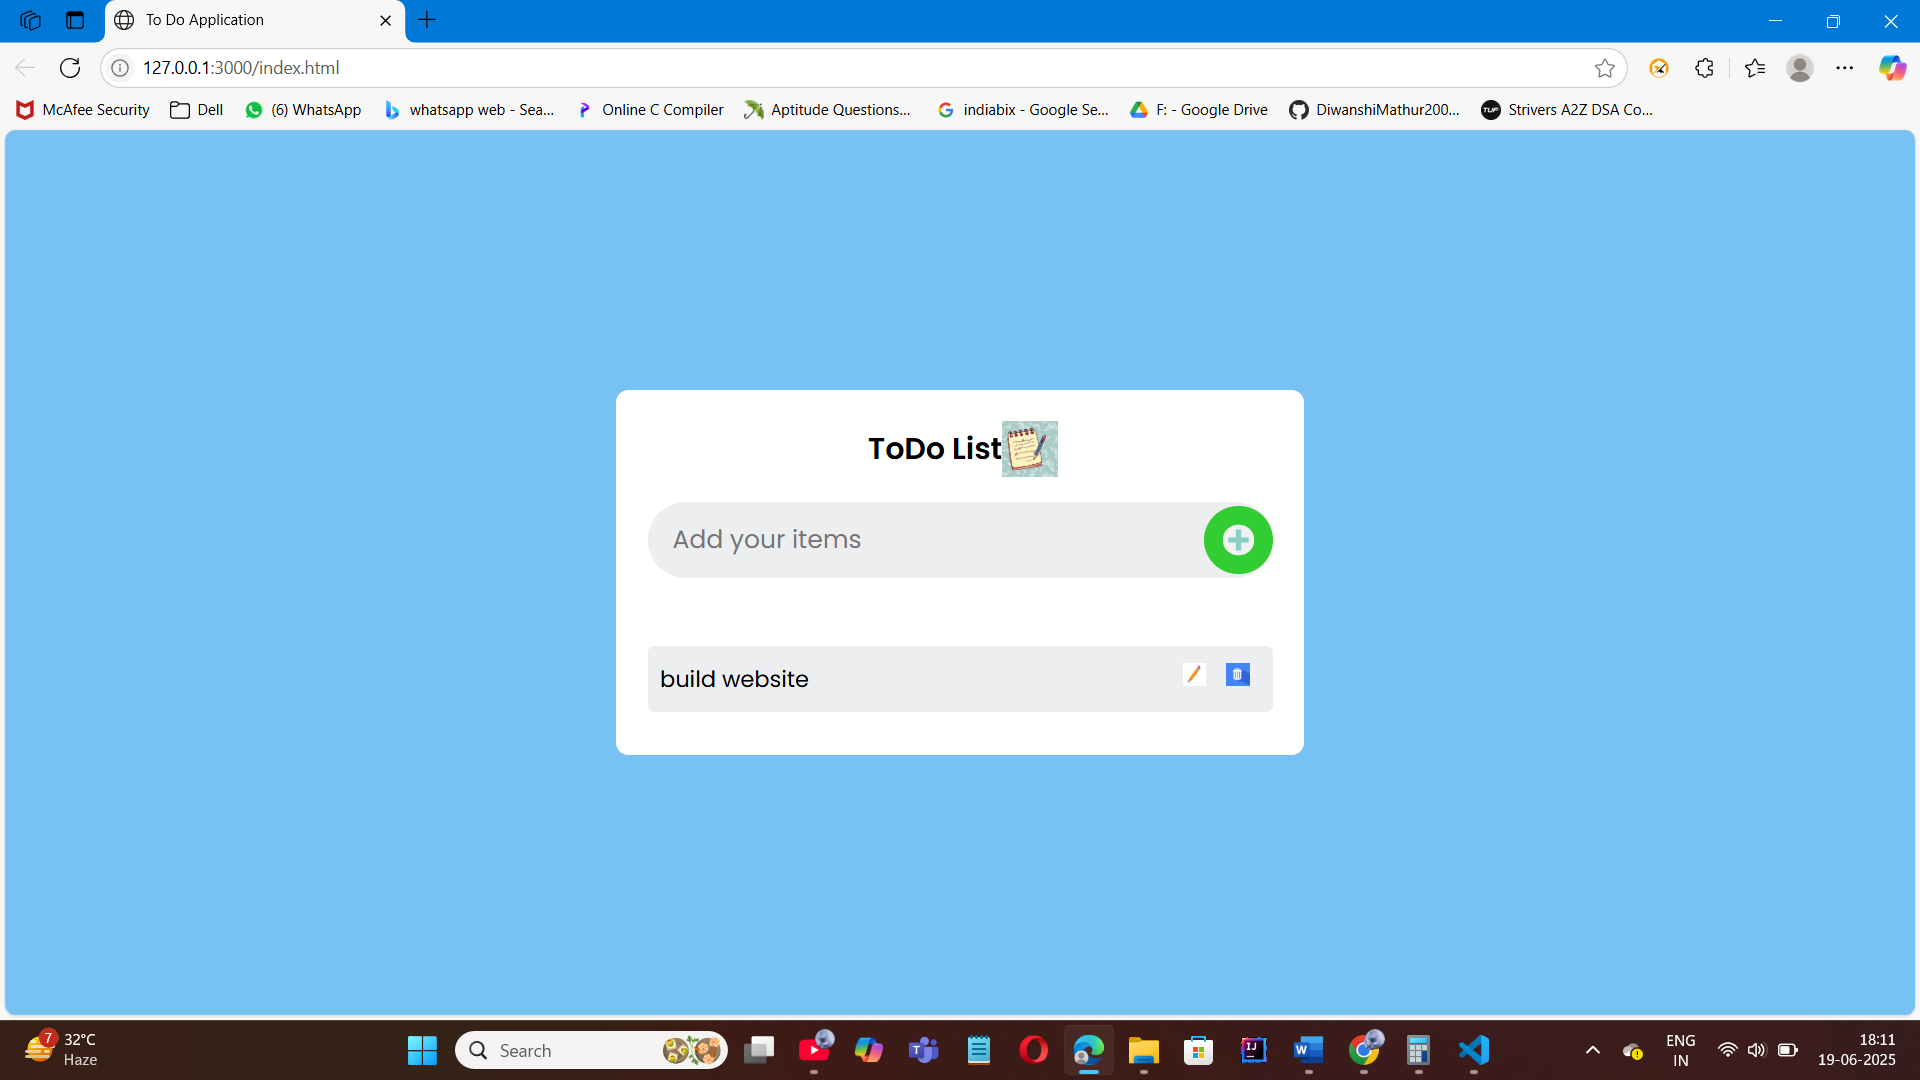 To Do Application
127.0.0.1:3000/index.html
McAfee Security
Dell
(6) WhatsApp
whatsapp web - Sea...
Online C Compiler
Aptitude Questions...
indiabix - Google Se...
F: - Google Drive
DiwanshiMathur200...
TUF
Strivers A2Z DSA Co...
ToDo List
Add your items
build website
7
32°C
Haze
Search
T
IJ
W
ENG
IN
18:11
19-06-2025